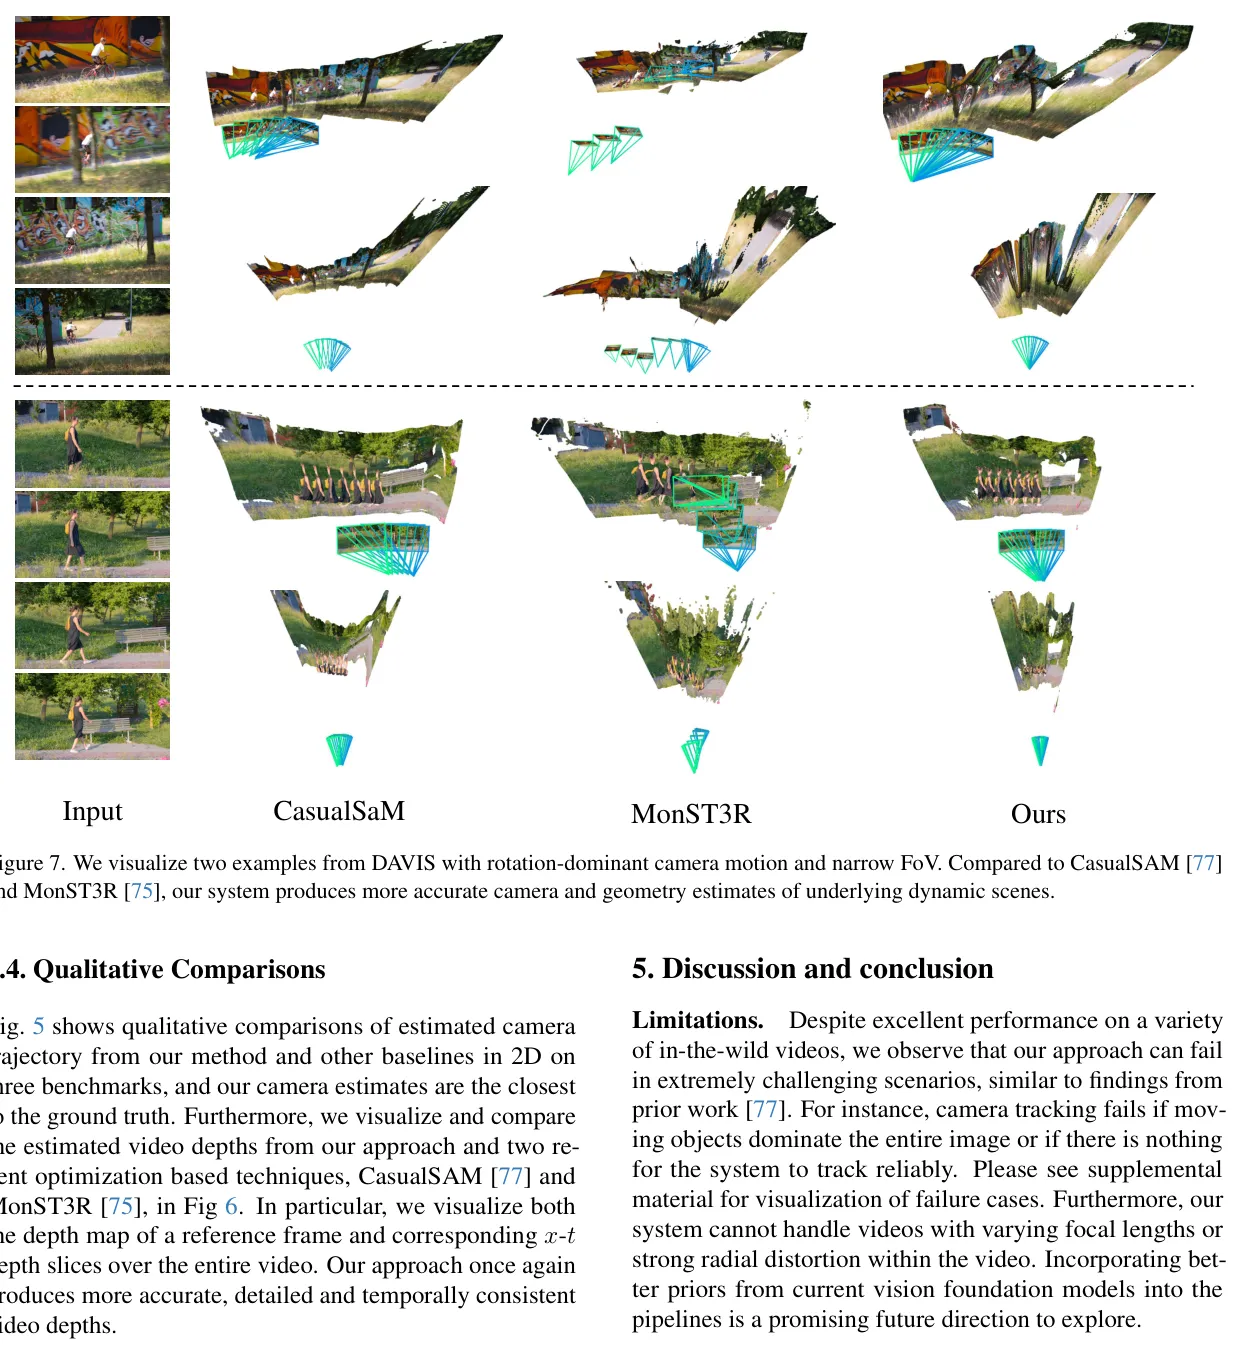 Input
CasualSaM
MonST3R
Ours
igure 7. We visualize two examples from DAVIS with rotation-dominant camera motion and narrow FoV. Compared to CasualSAM [77]
nd MonST3R [75], our system produces more accurate camera and geometry estimates of underlying dynamic scenes.
.4. Qualitative Comparisons
ig. 5 shows qualitative comparisons of estimated camera
rajectory from our method and other baselines in 2D on
hree benchmarks, and our camera estimates are the closest
o the ground truth. Furthermore, we visualize and compare
he estimated video depths from our approach and two re-
ent optimization based techniques, CasualSAM [77] and
MonST3R [75], in Fig 6. In particular, we visualize both
he depth map of a reference frame and corresponding x-t
epth slices over the entire video. Our approach once again
roduces more accurate, detailed and temporally consistent
ideo depths.
5. Discussion and conclusion
Limitations. Despite excellent performance on a variety
of in-the-wild videos, we observe that our approach can fail
in extremely challenging scenarios, similar to findings from
prior work [77]. For instance, camera tracking fails if mov-
ing objects dominate the entire image or if there is nothing
for the system to track reliably. Please see supplemental
material for visualization of failure cases. Furthermore, our
system cannot handle videos with varying focal lengths or
strong radial distortion within the video. Incorporating bet-
ter priors from current vision foundation models into the
pipelines is a promising future direction to explore.